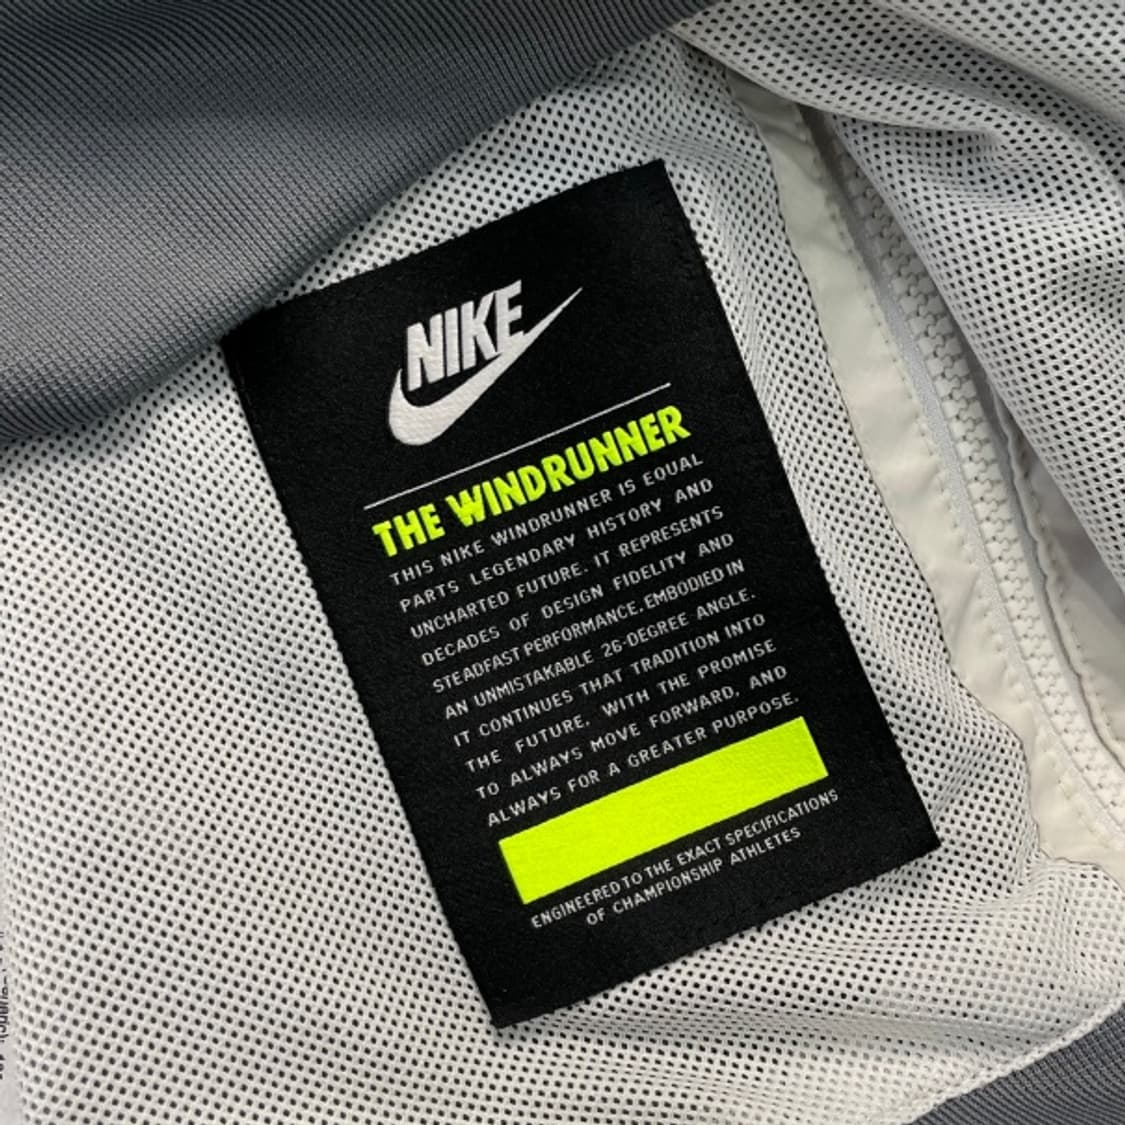 NIKE
THE WINDRUNNER
THIS NIKE WINDRUNNER IS EQUAL
PARTS LEGENDARY HISTORY AND
UNCHARTED FUTURE. IT REPRESENTS
DECADES OF DESIGN FIDELITY AND
STEADFAST PERFORMANCE, EMBODIED IN
AN UNMISTAKABLE 26-DEGREE ANGLE.
IT CONTINUES THAT TRADITION INTO
THE FUTURE, WITH THE PROMISE
TO ALWAYS MOVE FORWARD, AND
ALWAYS FOR A GREATER PURPOSE.
ENGINEERED TO THE EXACT SPECIFICATIONS
OF CHAMPIONSHIP ATHLETES